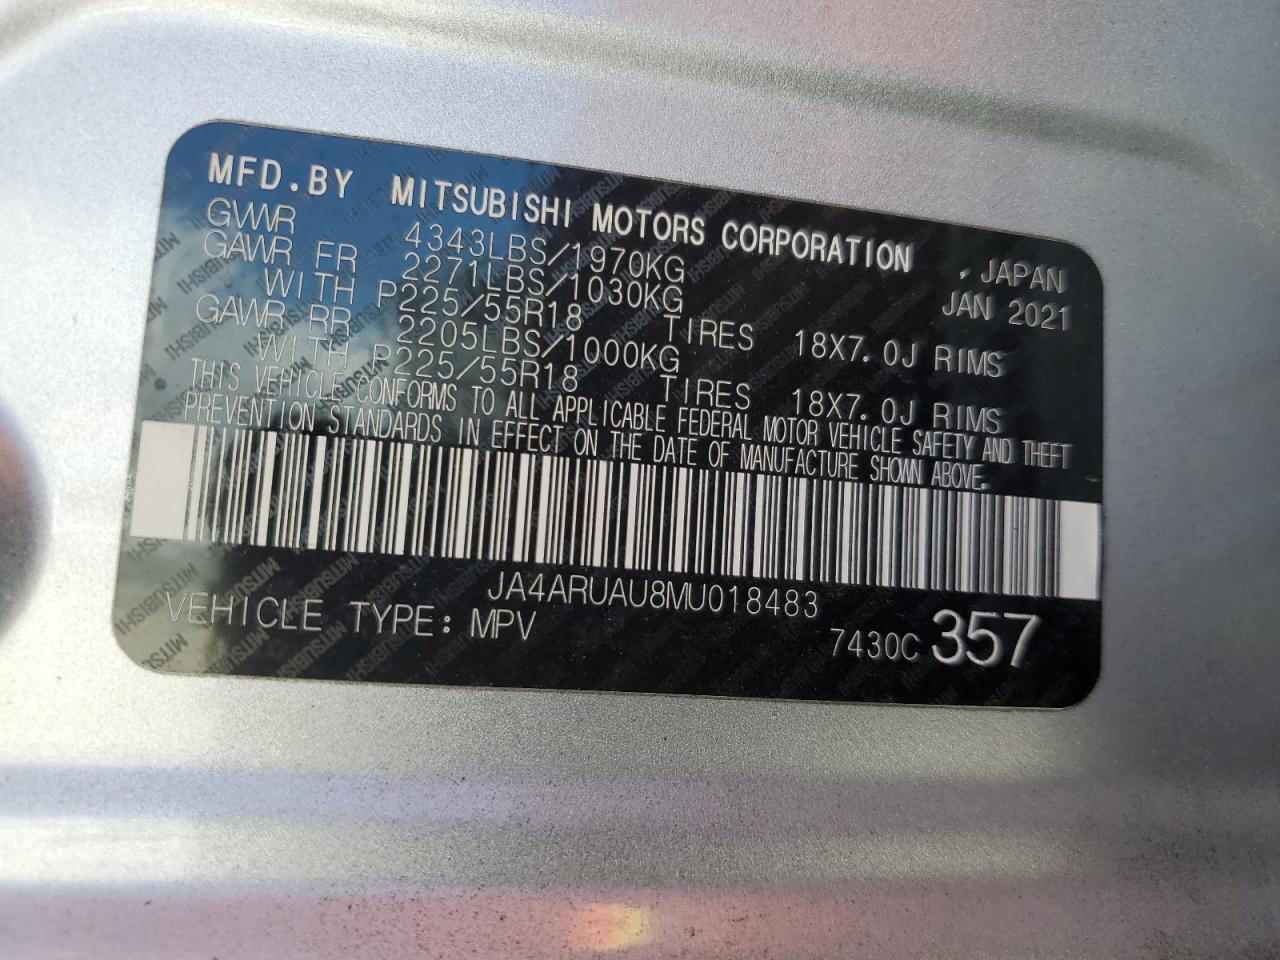 MFD.BY MITSUBISHI MOTORS CORPORATION , JAPAN
GVWR 4343LBS/1970KG JAN 2021
GAWR FR 2271LBS/1030KG
WITH P225/55R18 TIRES 18X7.0J RIMS
GAWR RR 2205LBS/1000KG
WITH P225/55R18 TIRES 18X7.0J RIMS
THIS VEHICLE CONFORMS TO ALL APPLICABLE FEDERAL MOTOR VEHICLE SAFETY AND THEFT
PREVENTION STANDARDS IN EFFECT ON THE DATE OF MANUFACTURE SHOWN ABOVE.
JA4ARUAU8MU018483
VEHICLE TYPE: MPV 7430C 357